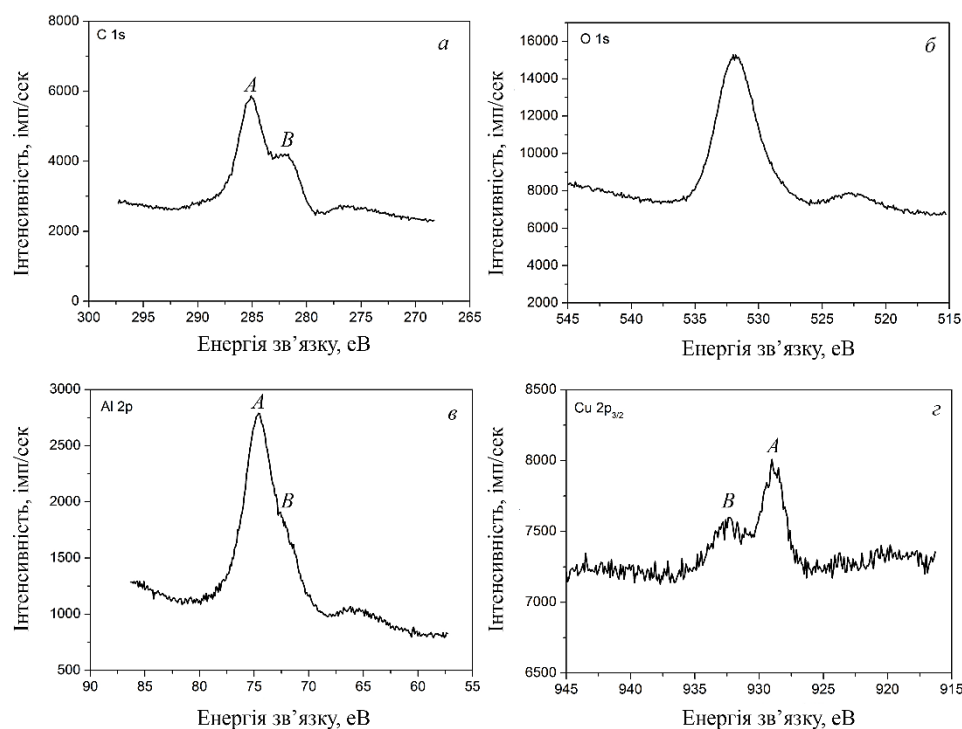 C 1s
а
A
B
8000
6000
4000
2000
0
300 295 290 285 280 275 270 265
Інтенсивність, імп/сек
Енергія зв’язку, еВ
O 1s
б
16000
14000
12000
10000
8000
6000
4000
2000
545 540 535 530 525 520 515
Інтенсивність, імп/сек
Енергія зв’язку, еВ
Al 2p
в
A
B
3000
2500
2000
1500
1000
500
90 85 80 75 70 65 60 55
Інтенсивність, імп/сек
Енергія зв’язку, еВ
Cu 2p3/2
г
A
B
8500
8000
7500
7000
6500
945 940 935 930 925 920 915
Інтенсивність, імп/сек
Енергія зв’язку, еВ